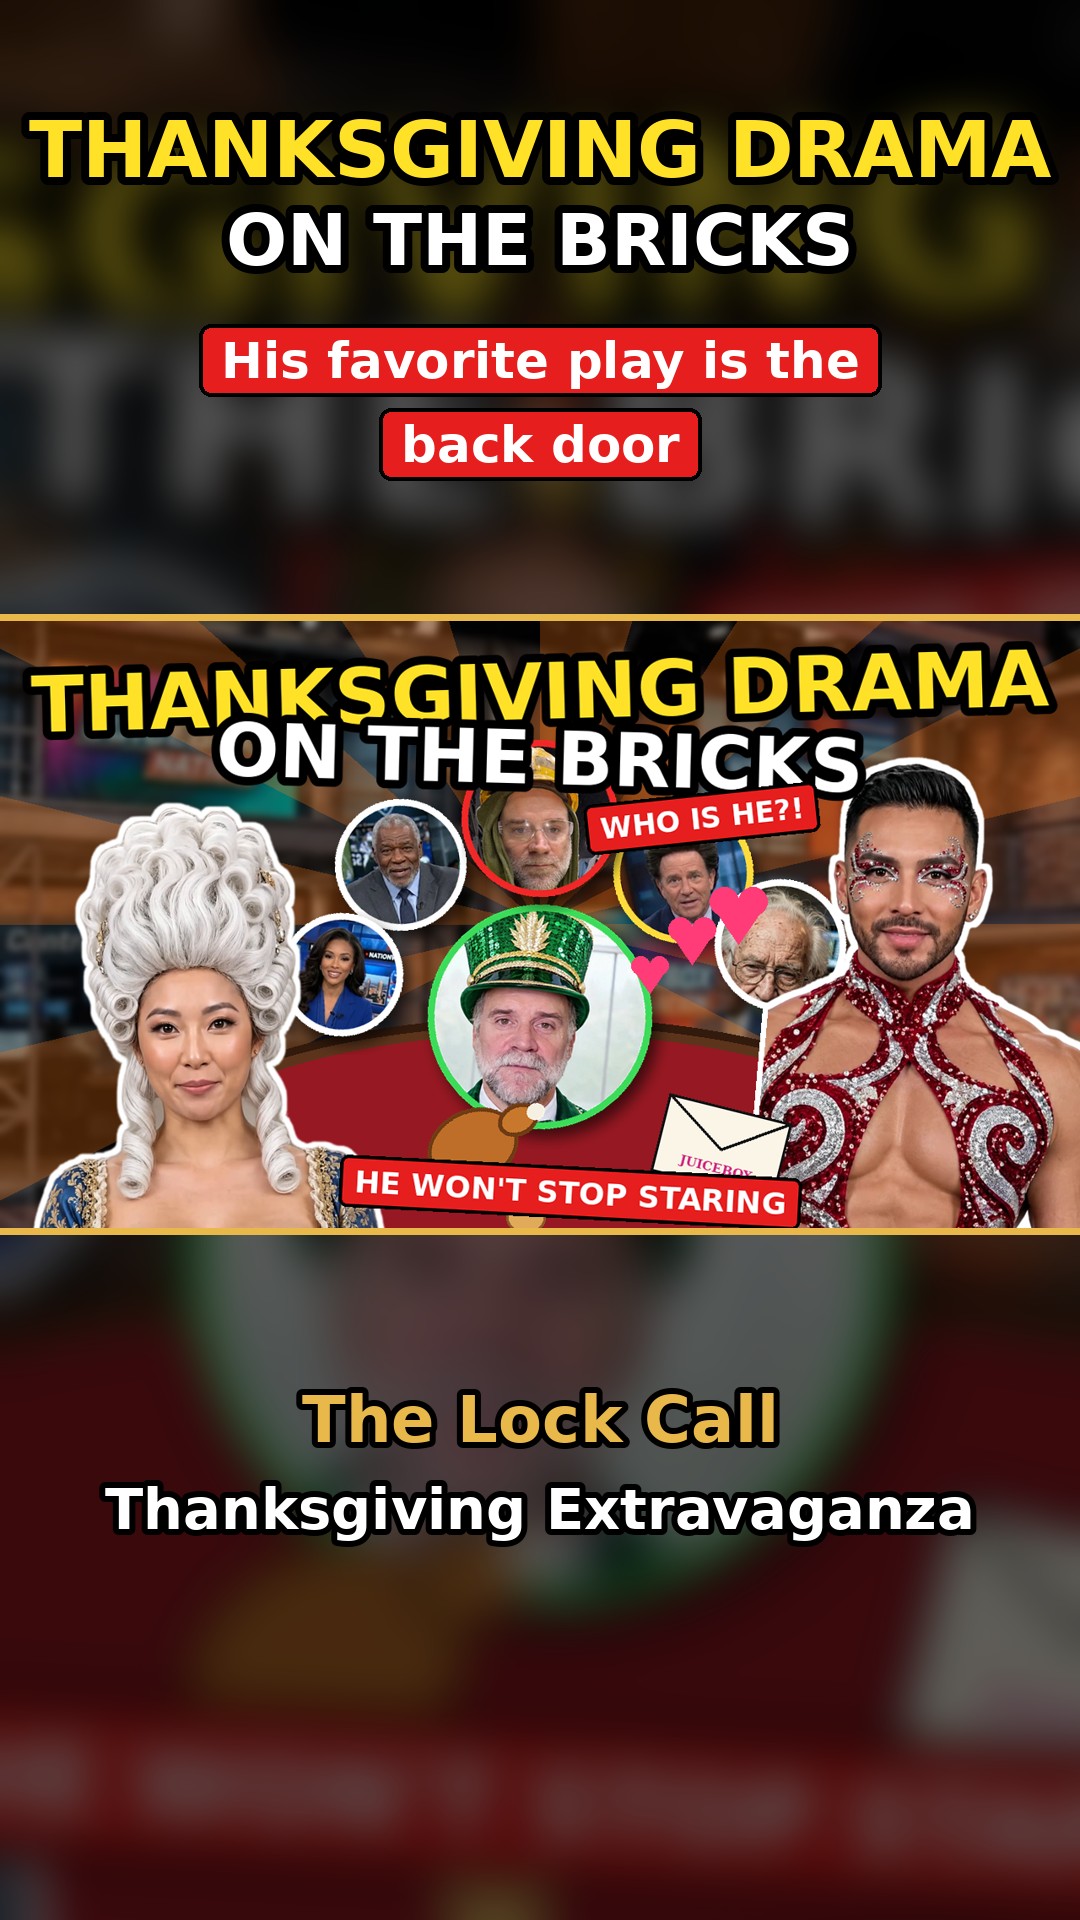 THANKSGIVING DRAMA
ON THE BRICKS
His favorite play is the
back door
THANKSGIVING DRAMA
ON THE BRICKS
WHO IS HE?!
JUICEBOX
HE WON'T STOP STARING
The Lock Call
Thanksgiving Extravaganza